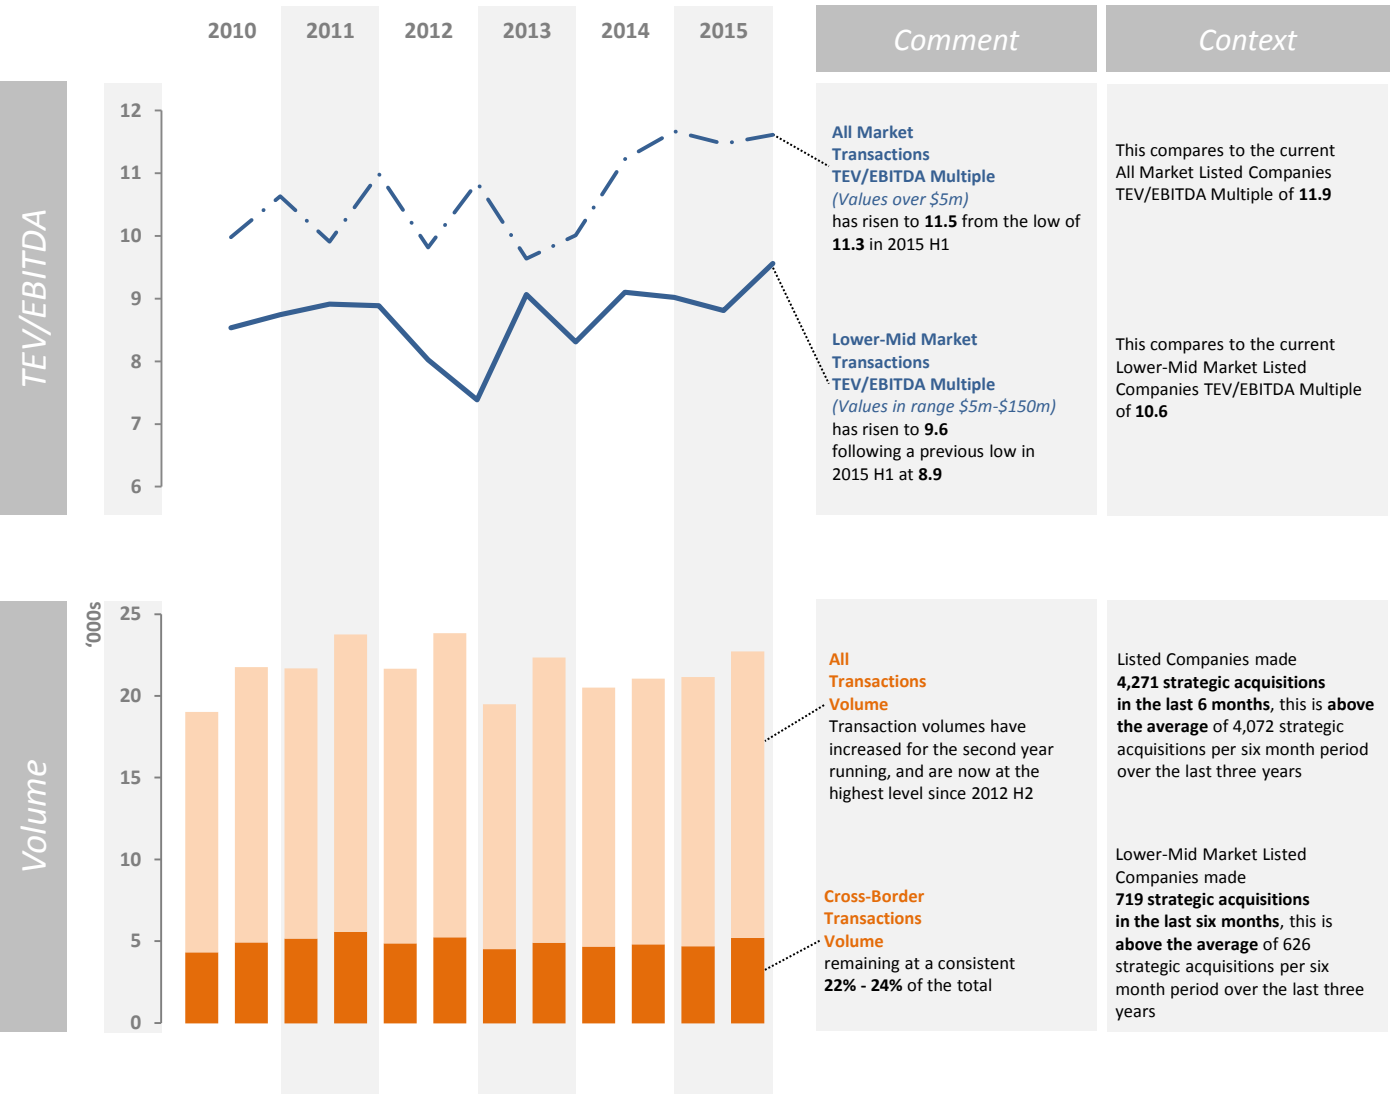 2010 2011 2012 2013 2014 2015
Comment
Context
TEV/EBITDA
12
11
10
9
8
7
6
All Market
Transactions
TEV/EBITDA Multiple
(Values over $5m)
has risen to 11.5 from the low of
11.3 in 2015 H1
This compares to the current
All Market Listed Companies
TEV/EBITDA Multiple of 11.9
Lower-Mid Market
Transactions
TEV/EBITDA Multiple
(Values in range $5m-$150m)
has risen to 9.6
following a previous low in
2015 H1 at 8.9
This compares to the current
Lower-Mid Market Listed
Companies TEV/EBITDA Multiple
of 10.6
Volume
'000s
25
20
15
10
5
0
All
Transactions
Volume
Transaction volumes have
increased for the second year
running, and are now at the
highest level since 2012 H2
Listed Companies made
4,271 strategic acquisitions
in the last 6 months, this is above
the average of 4,072 strategic
acquisitions per six month period
over the last three years
Cross-Border
Transactions
Volume
remaining at a consistent
22% - 24% of the total
Lower-Mid Market Listed
Companies made
719 strategic acquisitions
in the last six months, this is
above the average of 626
strategic acquisitions per six
month period over the last three
years